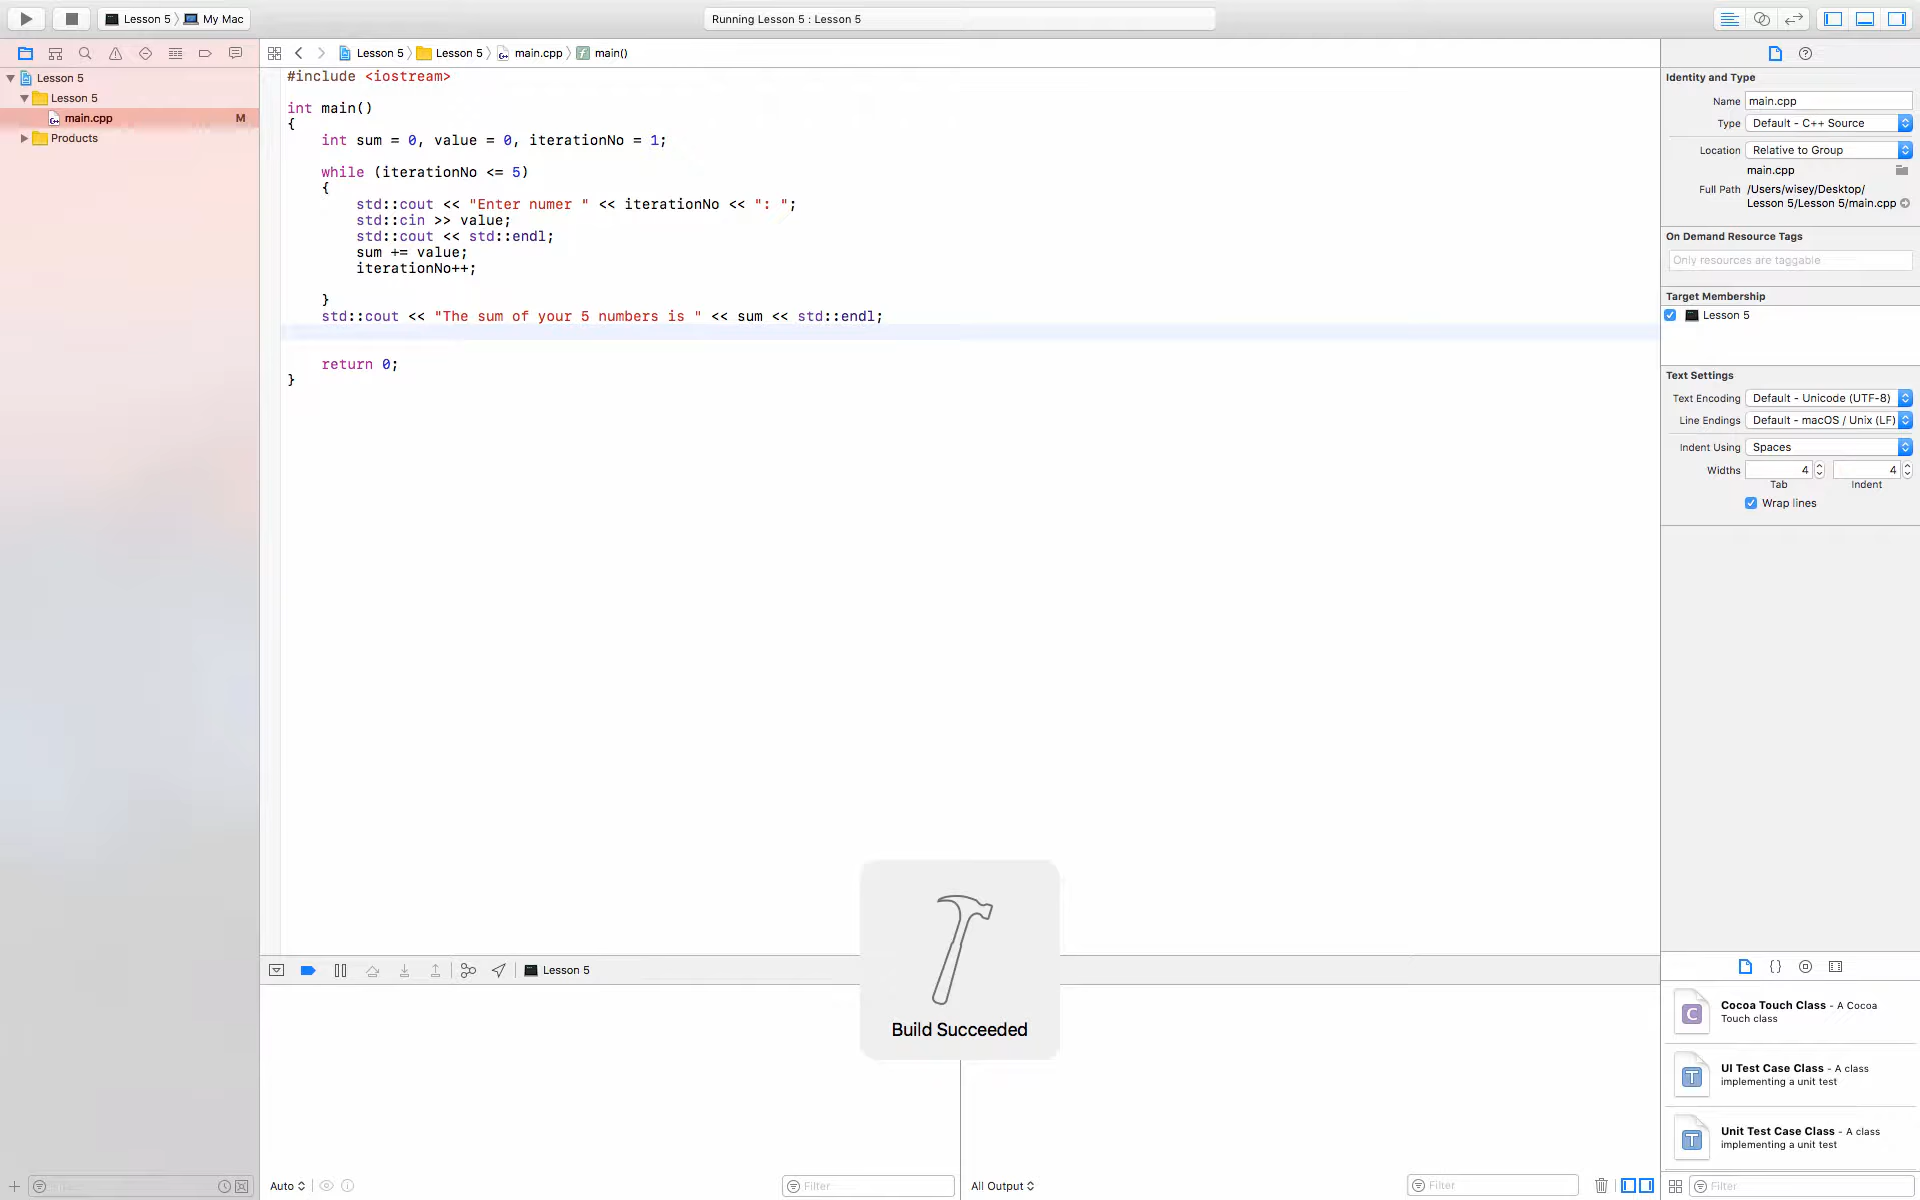 Lesson 5 My Mac
Running Lesson 5 : Lesson 5
Lesson 5 Lesson 5 main.cpp main()
Lesson 5
Lesson 5
main.cpp M
Products
#include <iostream>
int main()
{
int sum = 0, value = 0, iterationNo = 1;
while (iterationNo <= 5)
{
std::cout << "Enter numer " << iterationNo << ": ";
std::cin >> value;
std::cout << std::endl;
sum += value;
iterationNo++;
}
std::cout << "The sum of your 5 numbers is " << sum << std::endl;
return 0;
}
Build Succeeded
Lesson 5
Auto
Filter
All Output
Filter
Identity and Type
Name main.cpp
Type Default - C++ Source
Location Relative to Group
main.cpp
Full Path /Users/wisey/Desktop/
Lesson 5/Lesson 5/main.cpp
On Demand Resource Tags
Only resources are taggable
Target Membership
Lesson 5
Text Settings
Text Encoding Default - Unicode (UTF-8)
Line Endings Default - macOS / Unix (LF)
Indent Using Spaces
Widths 4 4
Tab Indent
Wrap lines
{}
C Cocoa Touch Class - A Cocoa
Touch class
T UI Test Case Class - A class
implementing a unit test
T Unit Test Case Class - A class
implementing a unit test
Filter